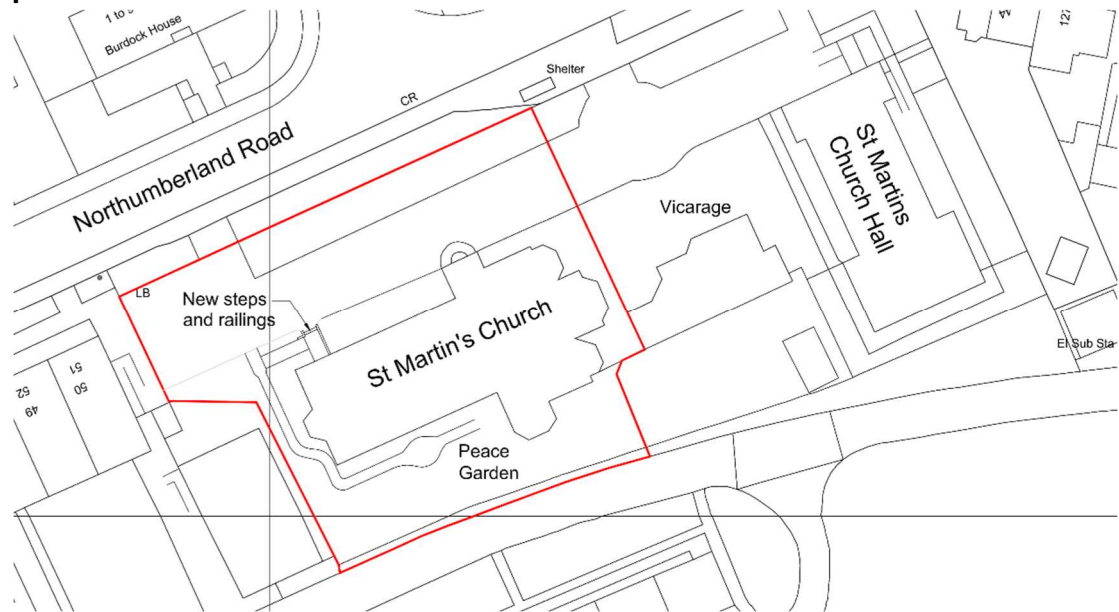 Burdock House
Shelter
CR
Northumberland Road
St Martins
Church Hall
Vicarage
LB
New steps
and railings
St Martin's Church
El Sub Sta
51
50
52
49
Peace
Garden